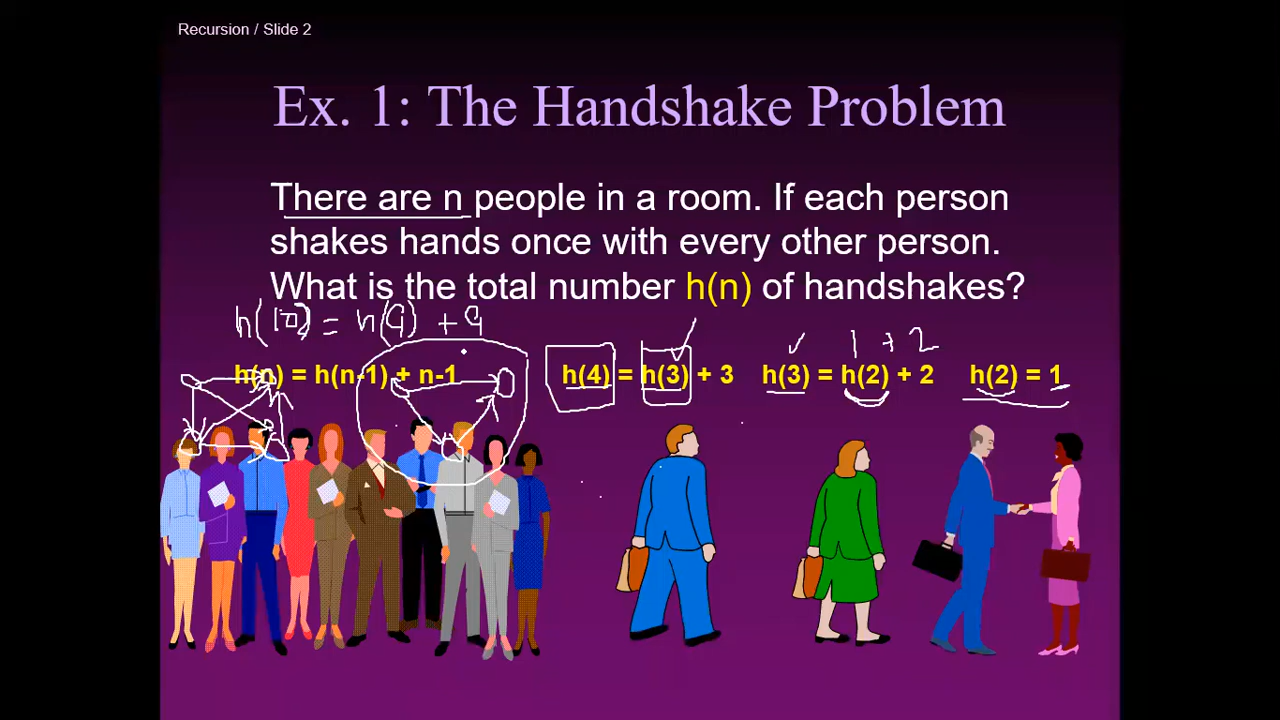 Recursion / Slide 2
Ex. 1: The Handshake Problem
There are n people in a room. If each person
shakes hands once with every other person.
What is the total number h(n) of handshakes?
h(10) = h(9) + 9
1 + 2
h(n) = h(n-1) + n-1 h(4) = h(3) + 3 h(3) = h(2) + 2 h(2) = 1